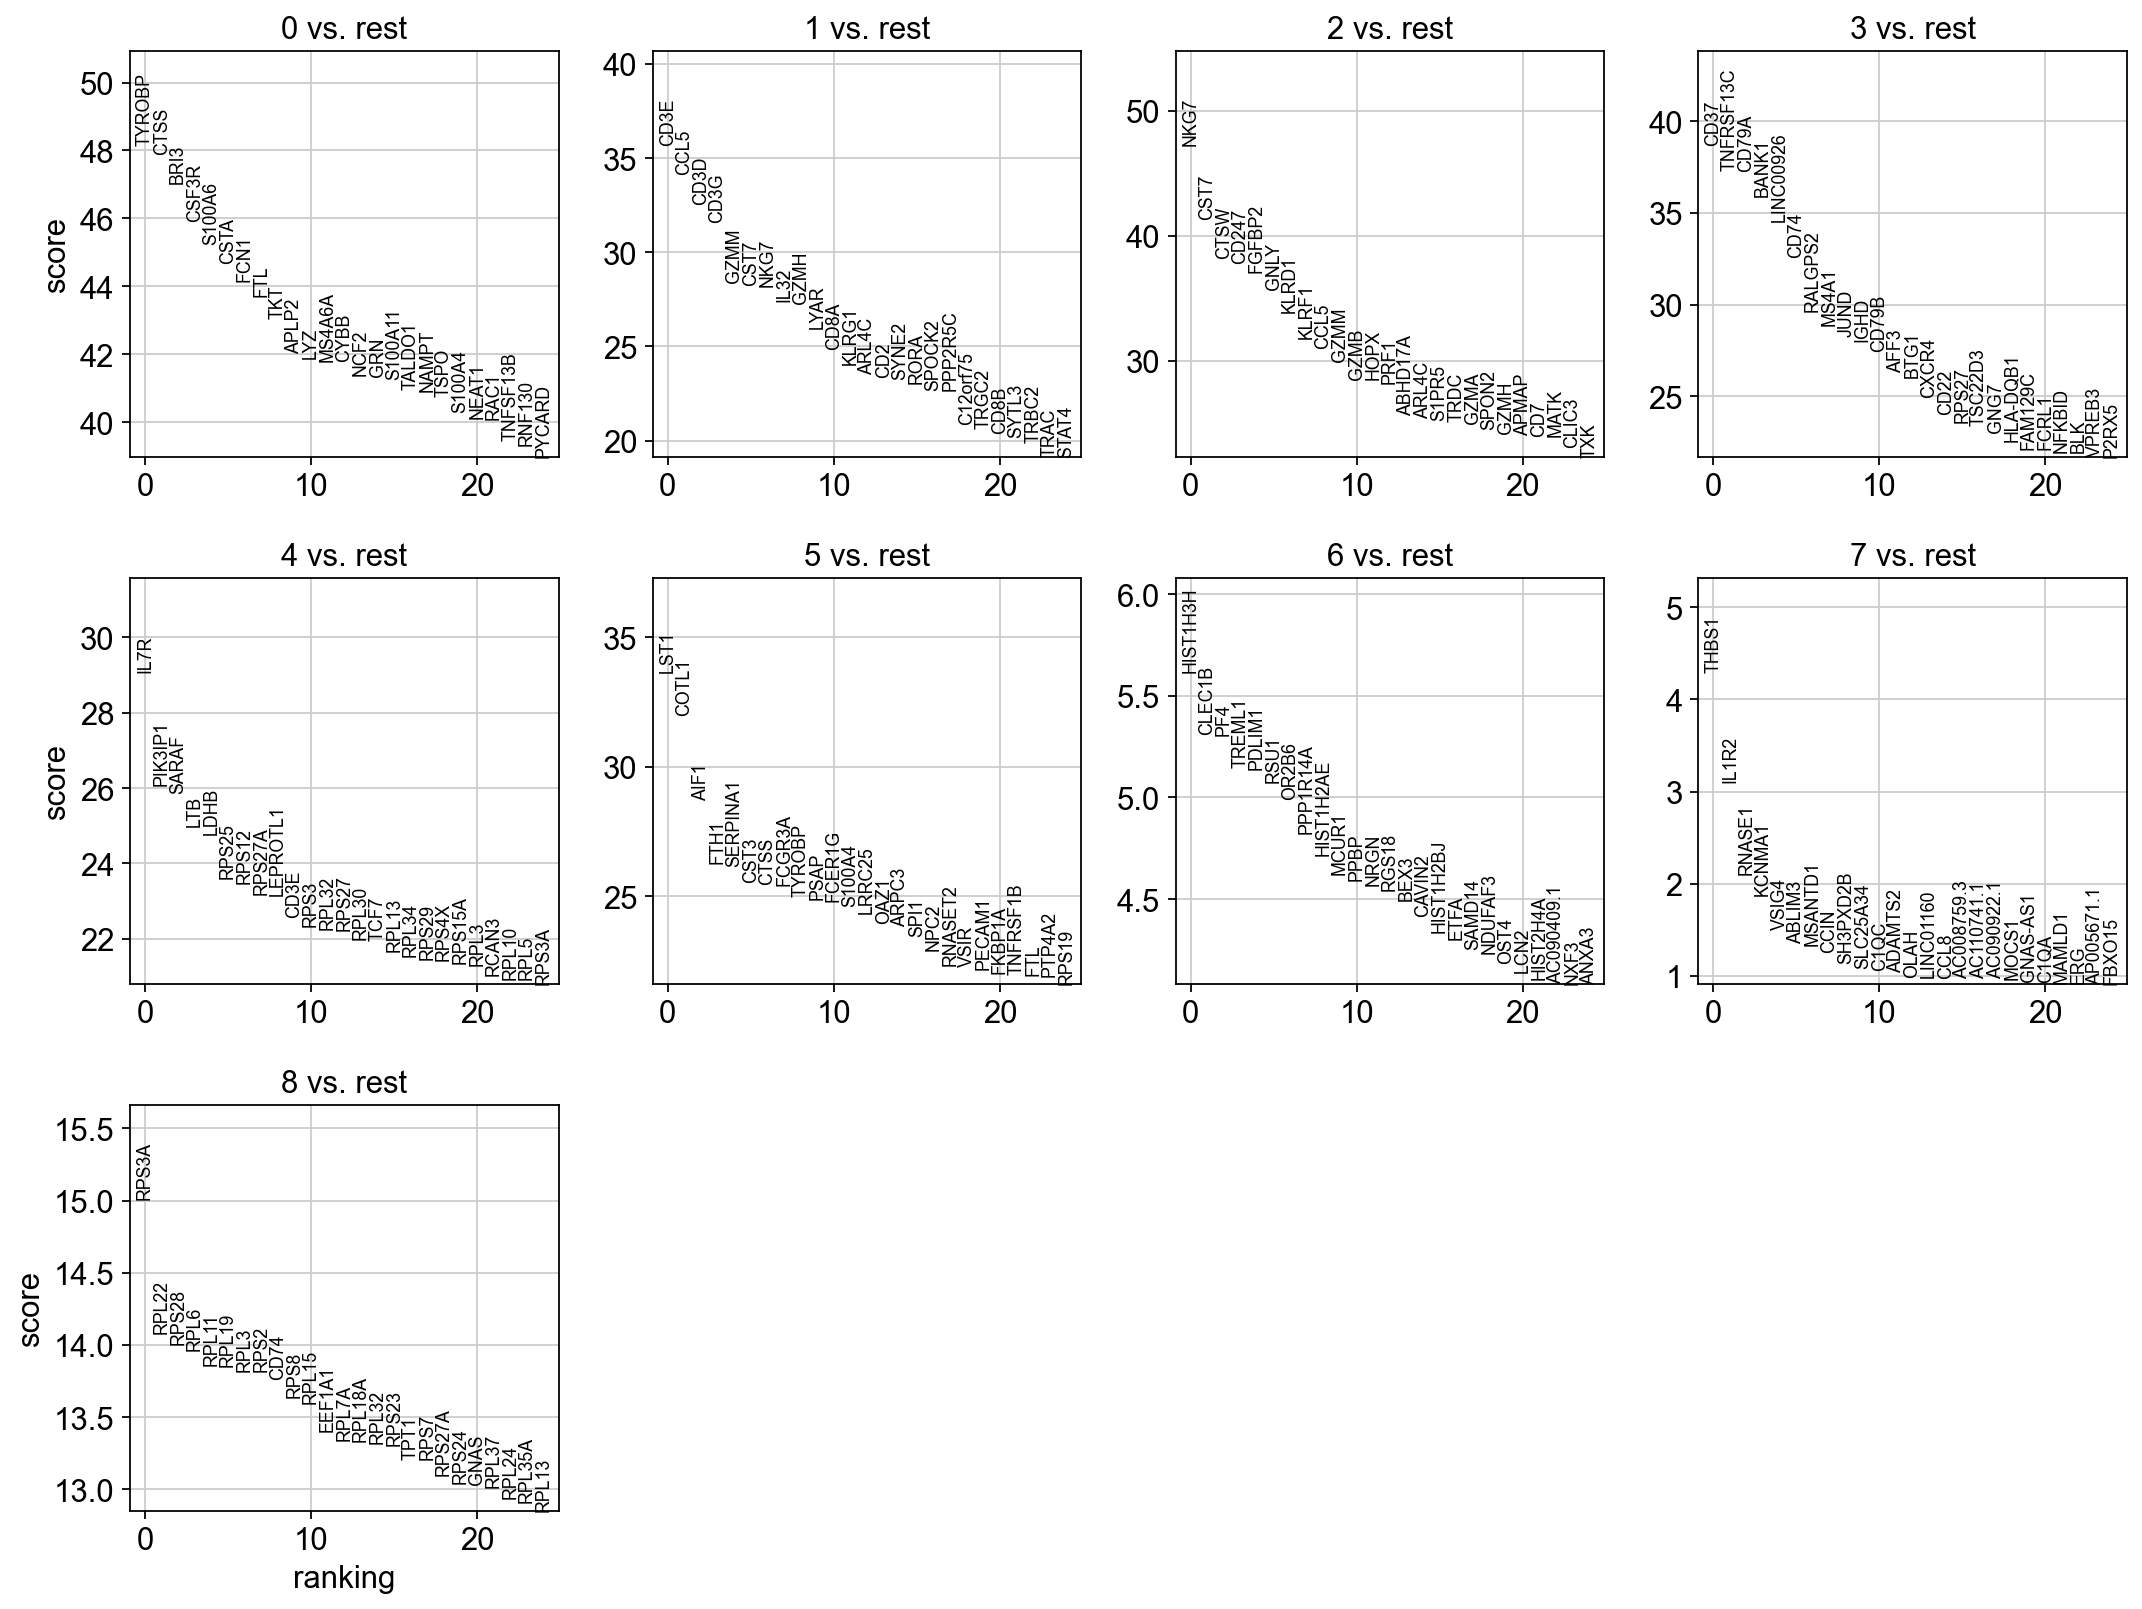 0 vs. rest
score
50
48
46
44
42
40
TYROBP
CTSS
BRI3
CSF3R
S100A6
CSTA
FCN1
FTL
TKT
APLP2
LYZ
MS4A6A
CYBB
NCF2
GRN
S100A11
TALDO1
NAMPT
TSPO
S100A4
NEAT1
RAC1
TNFSF13B
RNF130
PYCARD
0 10 20
1 vs. rest
40
35
30
25
20
CD3E
CCL5
CD3D
CD3G
GZMM
CST7
NKG7
IL32
GZMH
LYAR
CD8A
KLRG1
ARL4C
CD2
SYNE2
RORA
SPOCK2
PPP2R5C
C12orf75
TRGC2
CD8B
SYTL3
TRBC2
TRAC
STAT4
0 10 20
2 vs. rest
50
40
30
NKG7
CST7
CTSW
CD247
FGFBP2
GNLY
KLRD1
KLRF1
CCL5
GZMM
GZMB
HOPX
PRF1
ABHD17A
ARL4C
S1PR5
TRDC
GZMA
SPON2
GZMH
APMAP
CD7
MATK
CLIC3
TXK
0 10 20
3 vs. rest
40
35
30
25
CD37
TNFRSF13C
CD79A
BANK1
LINC00926
CD74
RALGPS2
MS4A1
JUND
IGHD
CD79B
AFF3
BTG1
CXCR4
CD22
RPS27
TSC22D3
GNG7
HLA-DQB1
FAM129C
FCRL1
NFKBID
BLK
VPREB3
P2RX5
0 10 20
4 vs. rest
score
30
28
26
24
22
IL7R
PIK3IP1
SARAF
LTB
LDHB
RPS25
RPS12
RPS27A
LEPROTL1
CD3E
RPS3
RPL32
RPS27
RPL30
TCF7
RPL13
RPL34
RPS29
RPS4X
RPS15A
RPL3
RCAN3
RPL10
RPL5
RPS3A
0 10 20
5 vs. rest
35
30
25
LST1
COTL1
AIF1
FTH1
SERPINA1
CST3
CTSS
FCGR3A
TYROBP
PSAP
FCER1G
S100A4
LRRC25
OAZ1
ARPC3
SPI1
NPC2
RNASET2
VSIR
PECAM1
FKBP1A
TNFRSF1B
FTL
PTP4A2
RPS19
0 10 20
6 vs. rest
6.0
5.5
5.0
4.5
HIST1H3H
CLEC1B
PF4
TREML1
PDLIM1
RSU1
OR2B6
PPP1R14A
HIST1H2AE
MCUR1
PPBP
NRGN
RGS18
BEX3
CAVIN2
HIST1H2BJ
ETFA
SAMD14
NDUFAF3
OST4
LCN2
HIST2H4A
AC090409.1
NXF3
ANXA3
0 10 20
7 vs. rest
5
4
3
2
1
THBS1
IL1R2
RNASE1
KCNMA1
VSIG4
ABLIM3
MSANTD1
CCIN
SH3PXD2B
SLC25A34
C1QC
ADAMTS2
OLAH
LINC01160
CCL8
AC008759.3
AC110741.1
AC090922.1
MOCS1
GNAS-AS1
C1QA
MAMLD1
ERG
AP005671.1
FBXO15
0 10 20
8 vs. rest
score
15.5
15.0
14.5
14.0
13.5
13.0
RPS3A
RPL22
RPS28
RPL6
RPL11
RPL19
RPL3
RPS2
CD74
RPS8
RPL15
EEF1A1
RPL7A
RPL18A
RPL32
RPS23
TPT1
RPS7
RPS27A
RPS24
GNAS
RPL37
RPL24
RPL35A
RPL13
0 10 20
ranking